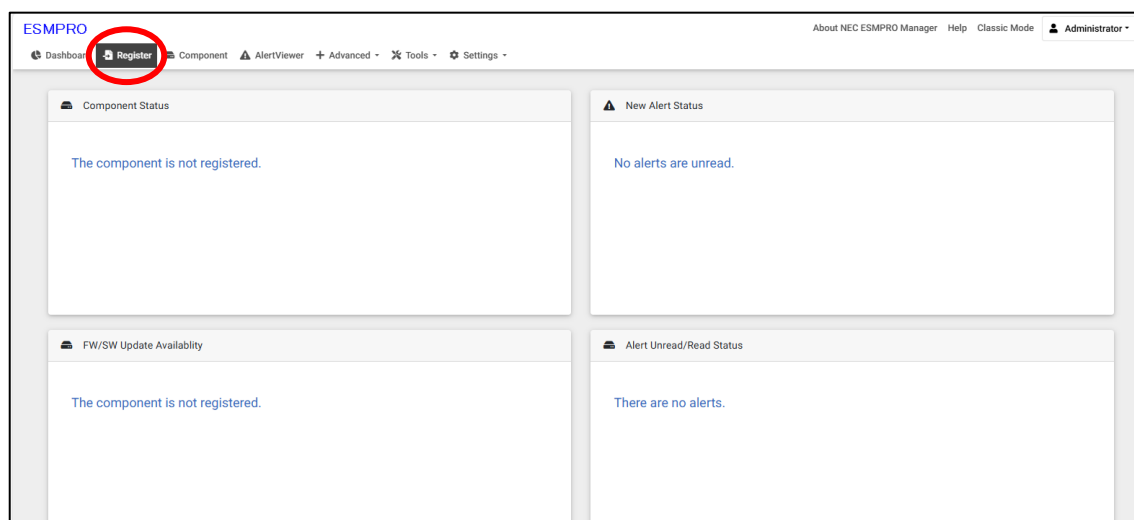 ESMPRO
About NEC ESMPRO Manager Help Classic Mode Administrator
Dashboar Register Component AlertViewer Advanced Tools Settings
Component Status
New Alert Status
The component is not registered.
No alerts are unread.
FW/SW Update Availablity
Alert Unread/Read Status
The component is not registered.
There are no alerts.